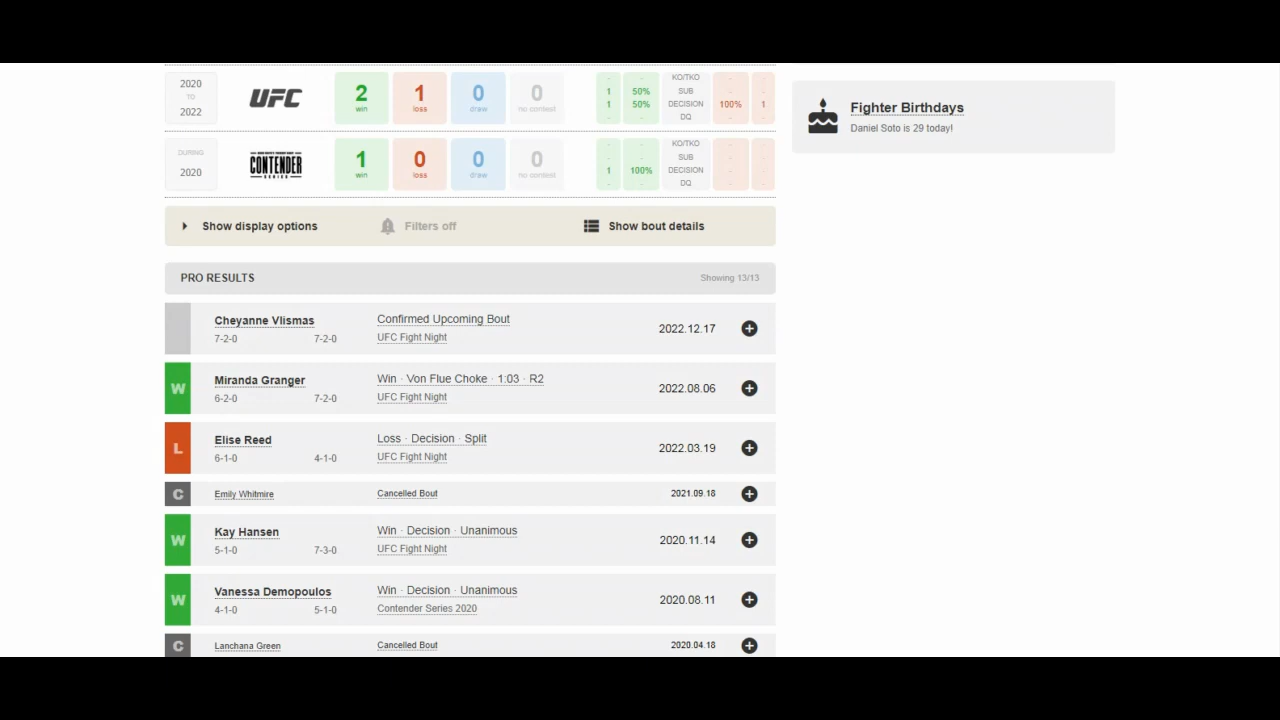 2020
TO
2022
UFC
2
win
1
loss
0
draw
0
no contest
- - KO/TKO - -
1 50% SUB - -
1 50% DECISION 100% 1
- - DQ - -
DURING
2020
CONTENDER
SERIES
1
win
0
loss
0
draw
0
no contest
- - KO/TKO - -
- - SUB - -
1 100% DECISION - -
- - DQ - -
Fighter Birthdays
Daniel Soto is 29 today!
Show display options
Filters off
Show bout details
PRO RESULTS
Showing 13/13
Cheyanne Vlismas
7-2-0 7-2-0
Confirmed Upcoming Bout
UFC Fight Night
2022.12.17
W
Miranda Granger
6-2-0 7-2-0
Win · Von Flue Choke · 1:03 · R2
UFC Fight Night
2022.08.06
L
Elise Reed
6-1-0 4-1-0
Loss · Decision · Split
UFC Fight Night
2022.03.19
C
Emily Whitmire
Cancelled Bout
2021.09.18
W
Kay Hansen
5-1-0 7-3-0
Win · Decision · Unanimous
UFC Fight Night
2020.11.14
W
Vanessa Demopoulos
4-1-0 5-1-0
Win · Decision · Unanimous
Contender Series 2020
2020.08.11
C
Lanchana Green
Cancelled Bout
2020.04.18